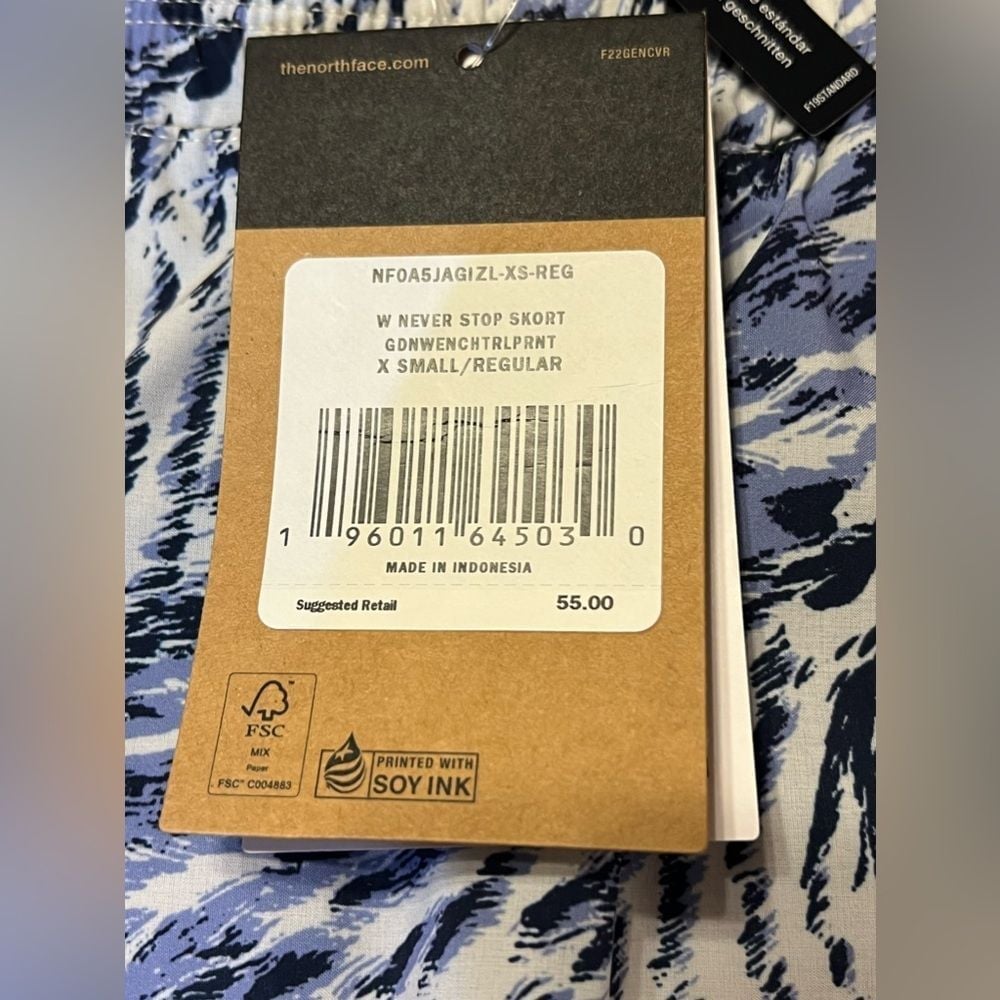 thenorthface.com
F22GENCVR
estándar
geschnitten
F19STANDARD
NF0A5JAGIZL-XS-REG
W NEVER STOP SKORT
GDNWENCHTRLPRNT
X SMALL/REGULAR
1 96011 64503 0
MADE IN INDONESIA
Suggested Retail 55.00
FSC
MIX
Paper
FSC™ C004883
PRINTED WITH
SOY INK